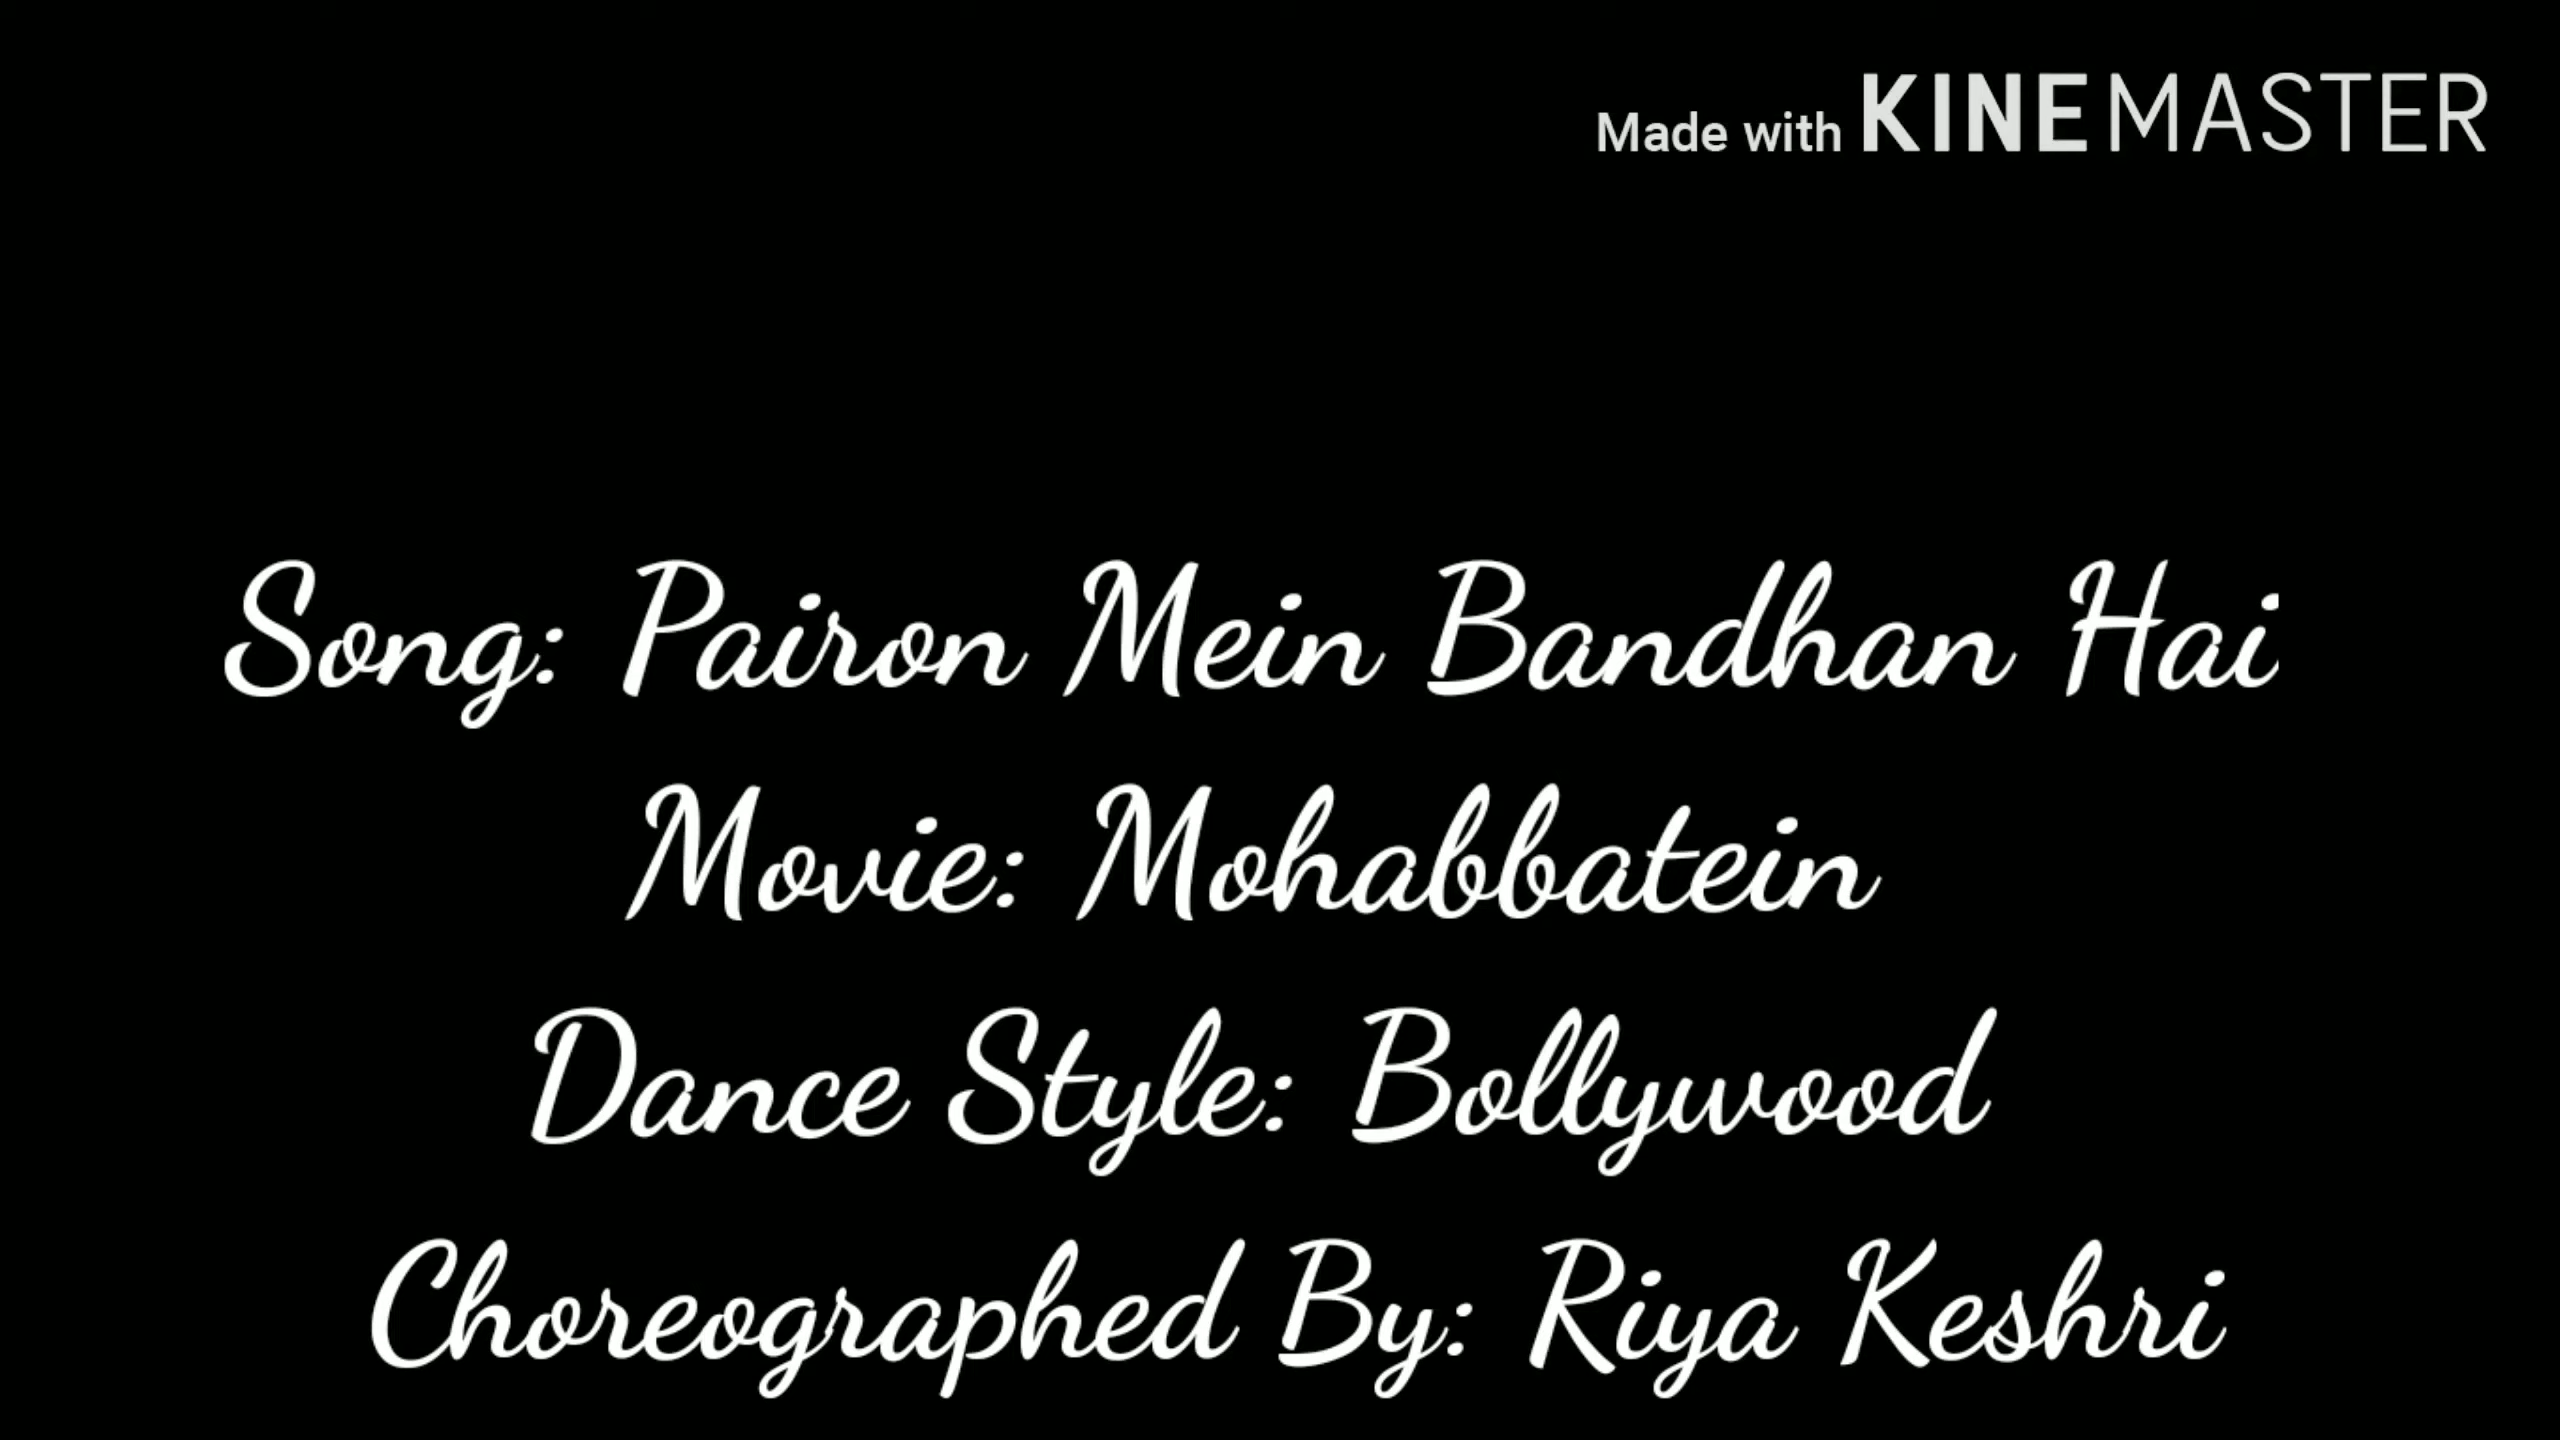 Made with KINEMASTER
Song: Pairon Mein Bandhan Hai
Movie: Mohabbatein
Dance Style: Bollywood
Choreographed By: Riya Keshri